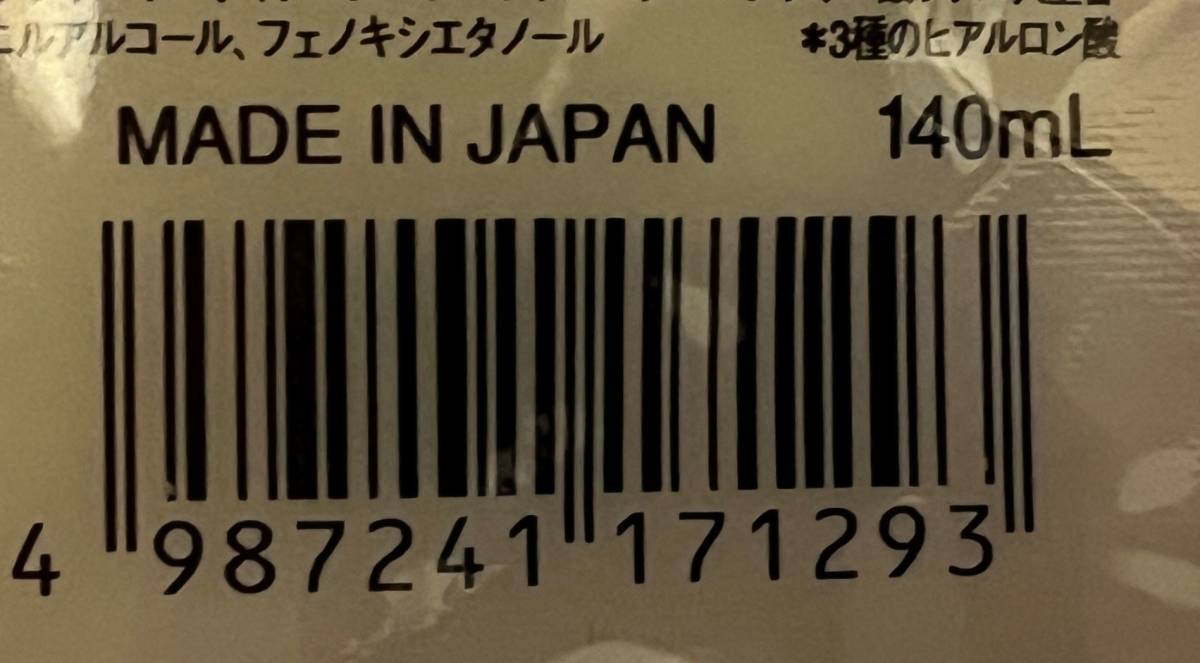 ニルアルコール、フェノキシエタノール
*3種のヒアルロン酸
MADE IN JAPAN
140mL
4 987241 171293